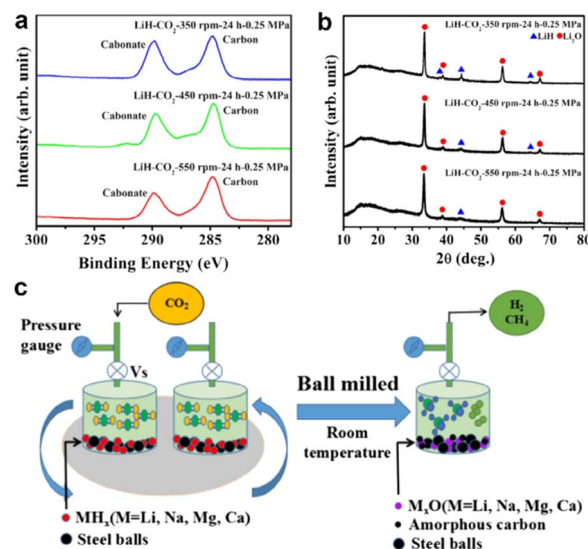 a
LiH-CO₂-350 rpm-24 h-0.25 MPa
Cabonate
Carbon
LiH-CO₂-450 rpm-24 h-0.25 MPa
Cabonate
Carbon
LiH-CO₂-550 rpm-24 h-0.25 MPa
Cabonate
Carbon
Intensity (arb. unit)
300 295 290 285 280
Binding Energy (eV)
b
LiH-CO₂-350 rpm-24 h-0.25 MPa
LiH Li₂O
LiH-CO₂-450 rpm-24 h-0.25 MPa
LiH-CO₂-550 rpm-24 h-0.25 MPa
Intensity (arb. unit)
10 20 30 40 50 60 70 80
2θ (deg.)
c
CO₂
Pressure
gauge
Vs
H₂
CH₄
Ball milled
Room
temperature
MHₓ(M=Li, Na, Mg, Ca)
Steel balls
MₓO(M=Li, Na, Mg, Ca)
Amorphous carbon
Steel balls